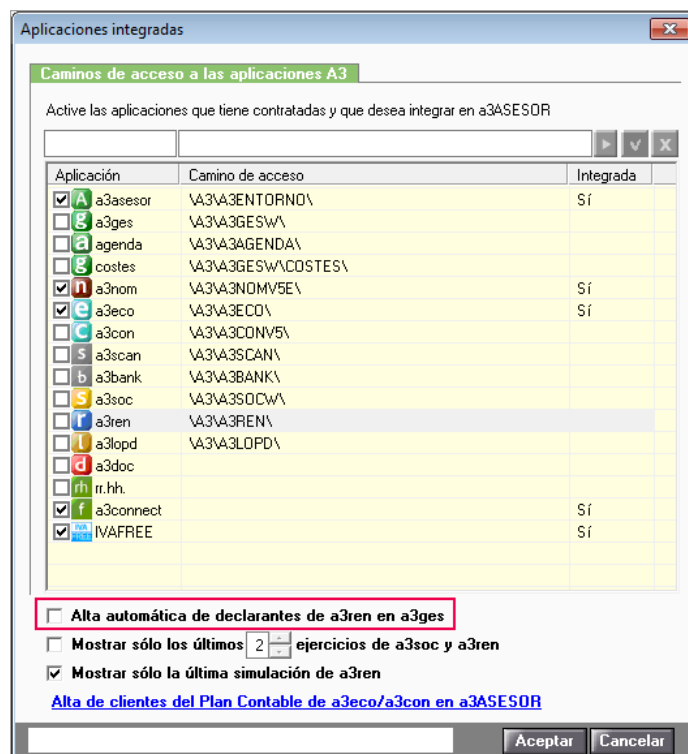 Aplicaciones integradas
Caminos de acceso a las aplicaciones A3
Active las aplicaciones que tiene contratadas y que desea integrar en a3ASESOR
Aplicación Camino de acceso Integrada
A a3asesor \A3\A3ENTORNO\ Sí
g a3ges \A3\A3GESW\
a agenda \A3\A3AGENDA\
g costes \A3\A3GESW\COSTES\
n a3nom \A3\A3NOMV5E\ Sí
e a3eco \A3\A3ECO\ Sí
C a3con \A3\A3CONV5\
s a3scan \A3\A3SCAN\
b a3bank \A3\A3BANK\
S a3soc \A3\A3SOCW\
r a3ren \A3\A3REN\
l a3lopd \A3\A3LOPD\
d a3doc
rh rr.hh.
f a3connect Sí
IVA FREE IVAFREE Sí
Alta automática de declarantes de a3ren en a3ges
Mostrar sólo los últimos 2 ejercicios de a3soc y a3ren
Mostrar sólo la última simulación de a3ren
Alta de clientes del Plan Contable de a3eco/a3con en a3ASESOR
Aceptar Cancelar